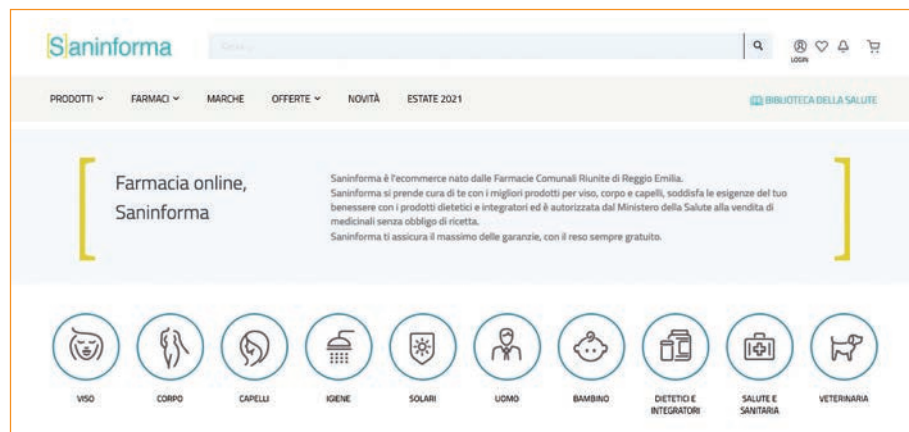 Saninforma
Cerca ...
LOGIN
PRODOTTI FARMACI MARCHE OFFERTE NOVITÀ ESTATE 2021 BIBLIOTECA DELLA SALUTE
Farmacia online,
Saninforma
Saninforma è l'ecommerce nato dalle Farmacie Comunali Riunite di Reggio Emilia.
Saninforma si prende cura di te con i migliori prodotti per viso, corpo e capelli, soddisfa le esigenze del tuo
benessere con i prodotti dietetici e integratori ed è autorizzata dal Ministero della Salute alla vendita di
medicinali senza obbligo di ricetta.
Saninforma ti assicura il massimo delle garanzie, con il reso sempre gratuito.
VISO CORPO CAPELLI IGIENE SOLARI UOMO BAMBINO DIETETICI E SALUTE E VETERINARIA
INTEGRATORI SANITARIA